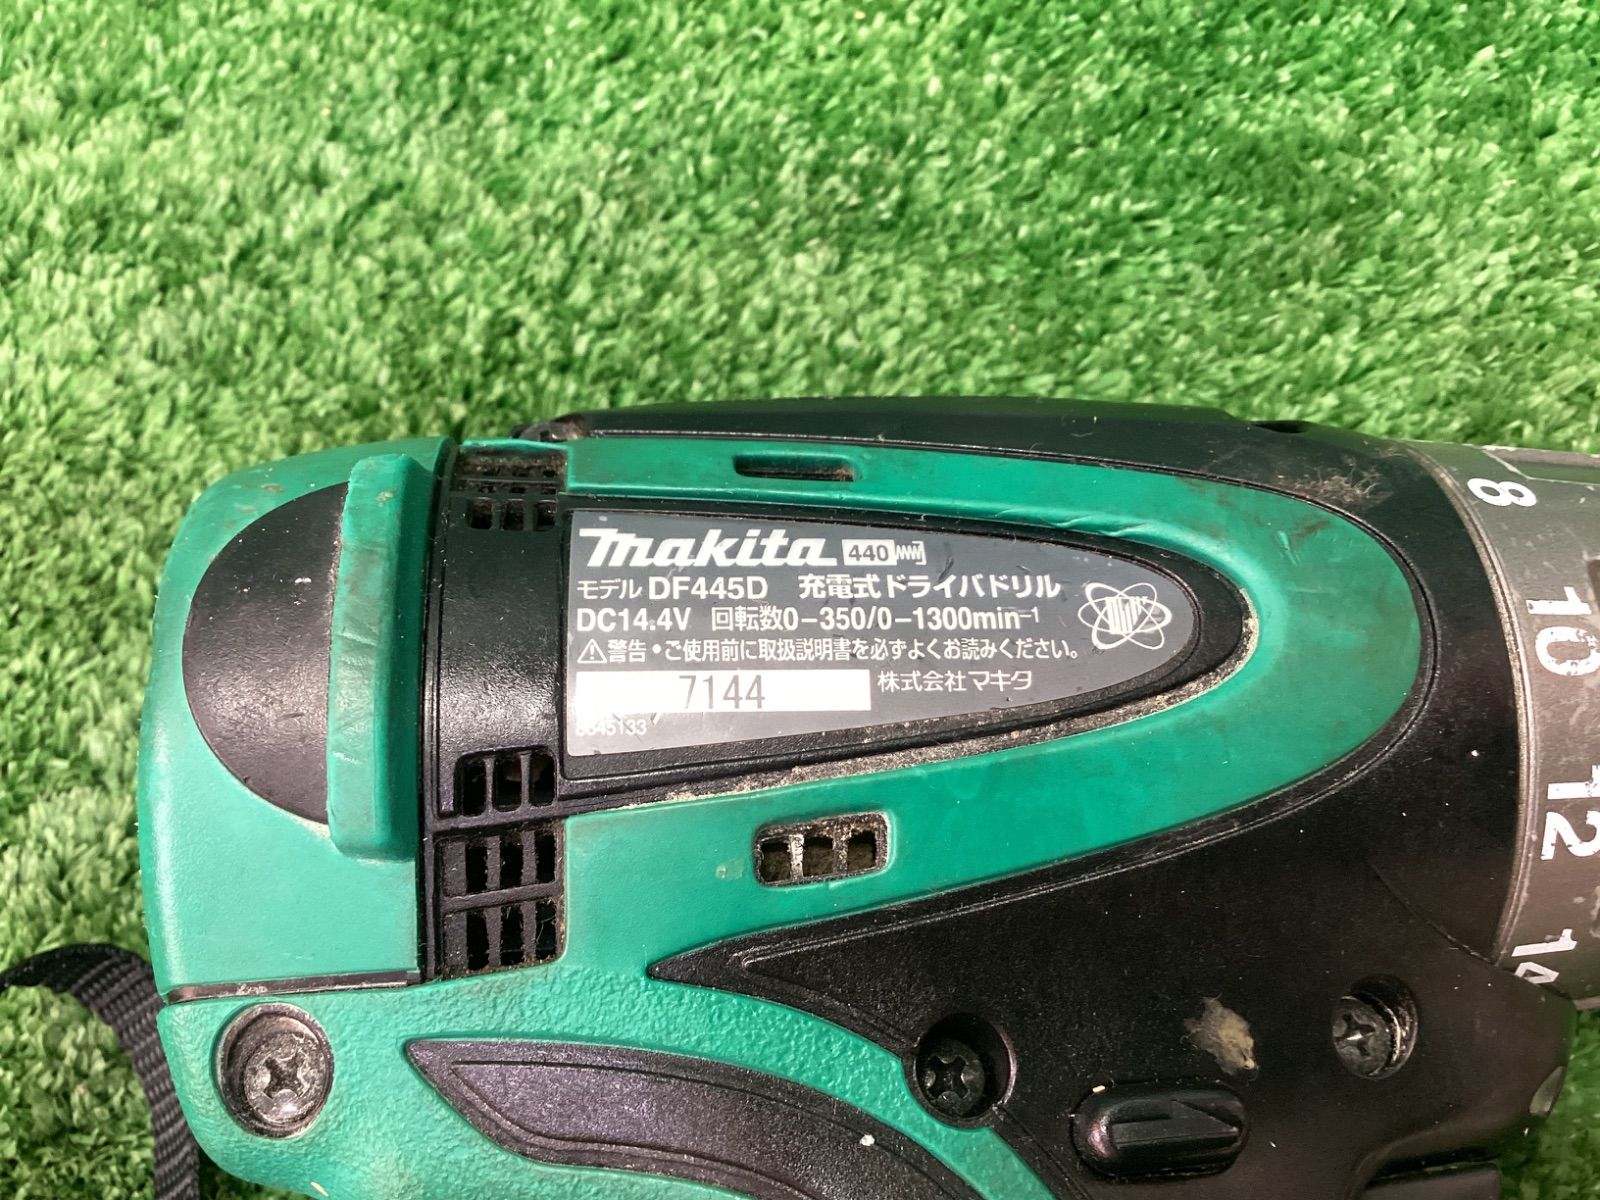 makita 440
モデル DF445D 充電式ドライバドリル
DC14.4V 回転数0-350/0-1300min⁻¹
⚠警告・ご使用前に取扱説明書を必ずよくお読みください。
7144 株式会社マキタ
8
10
12
14